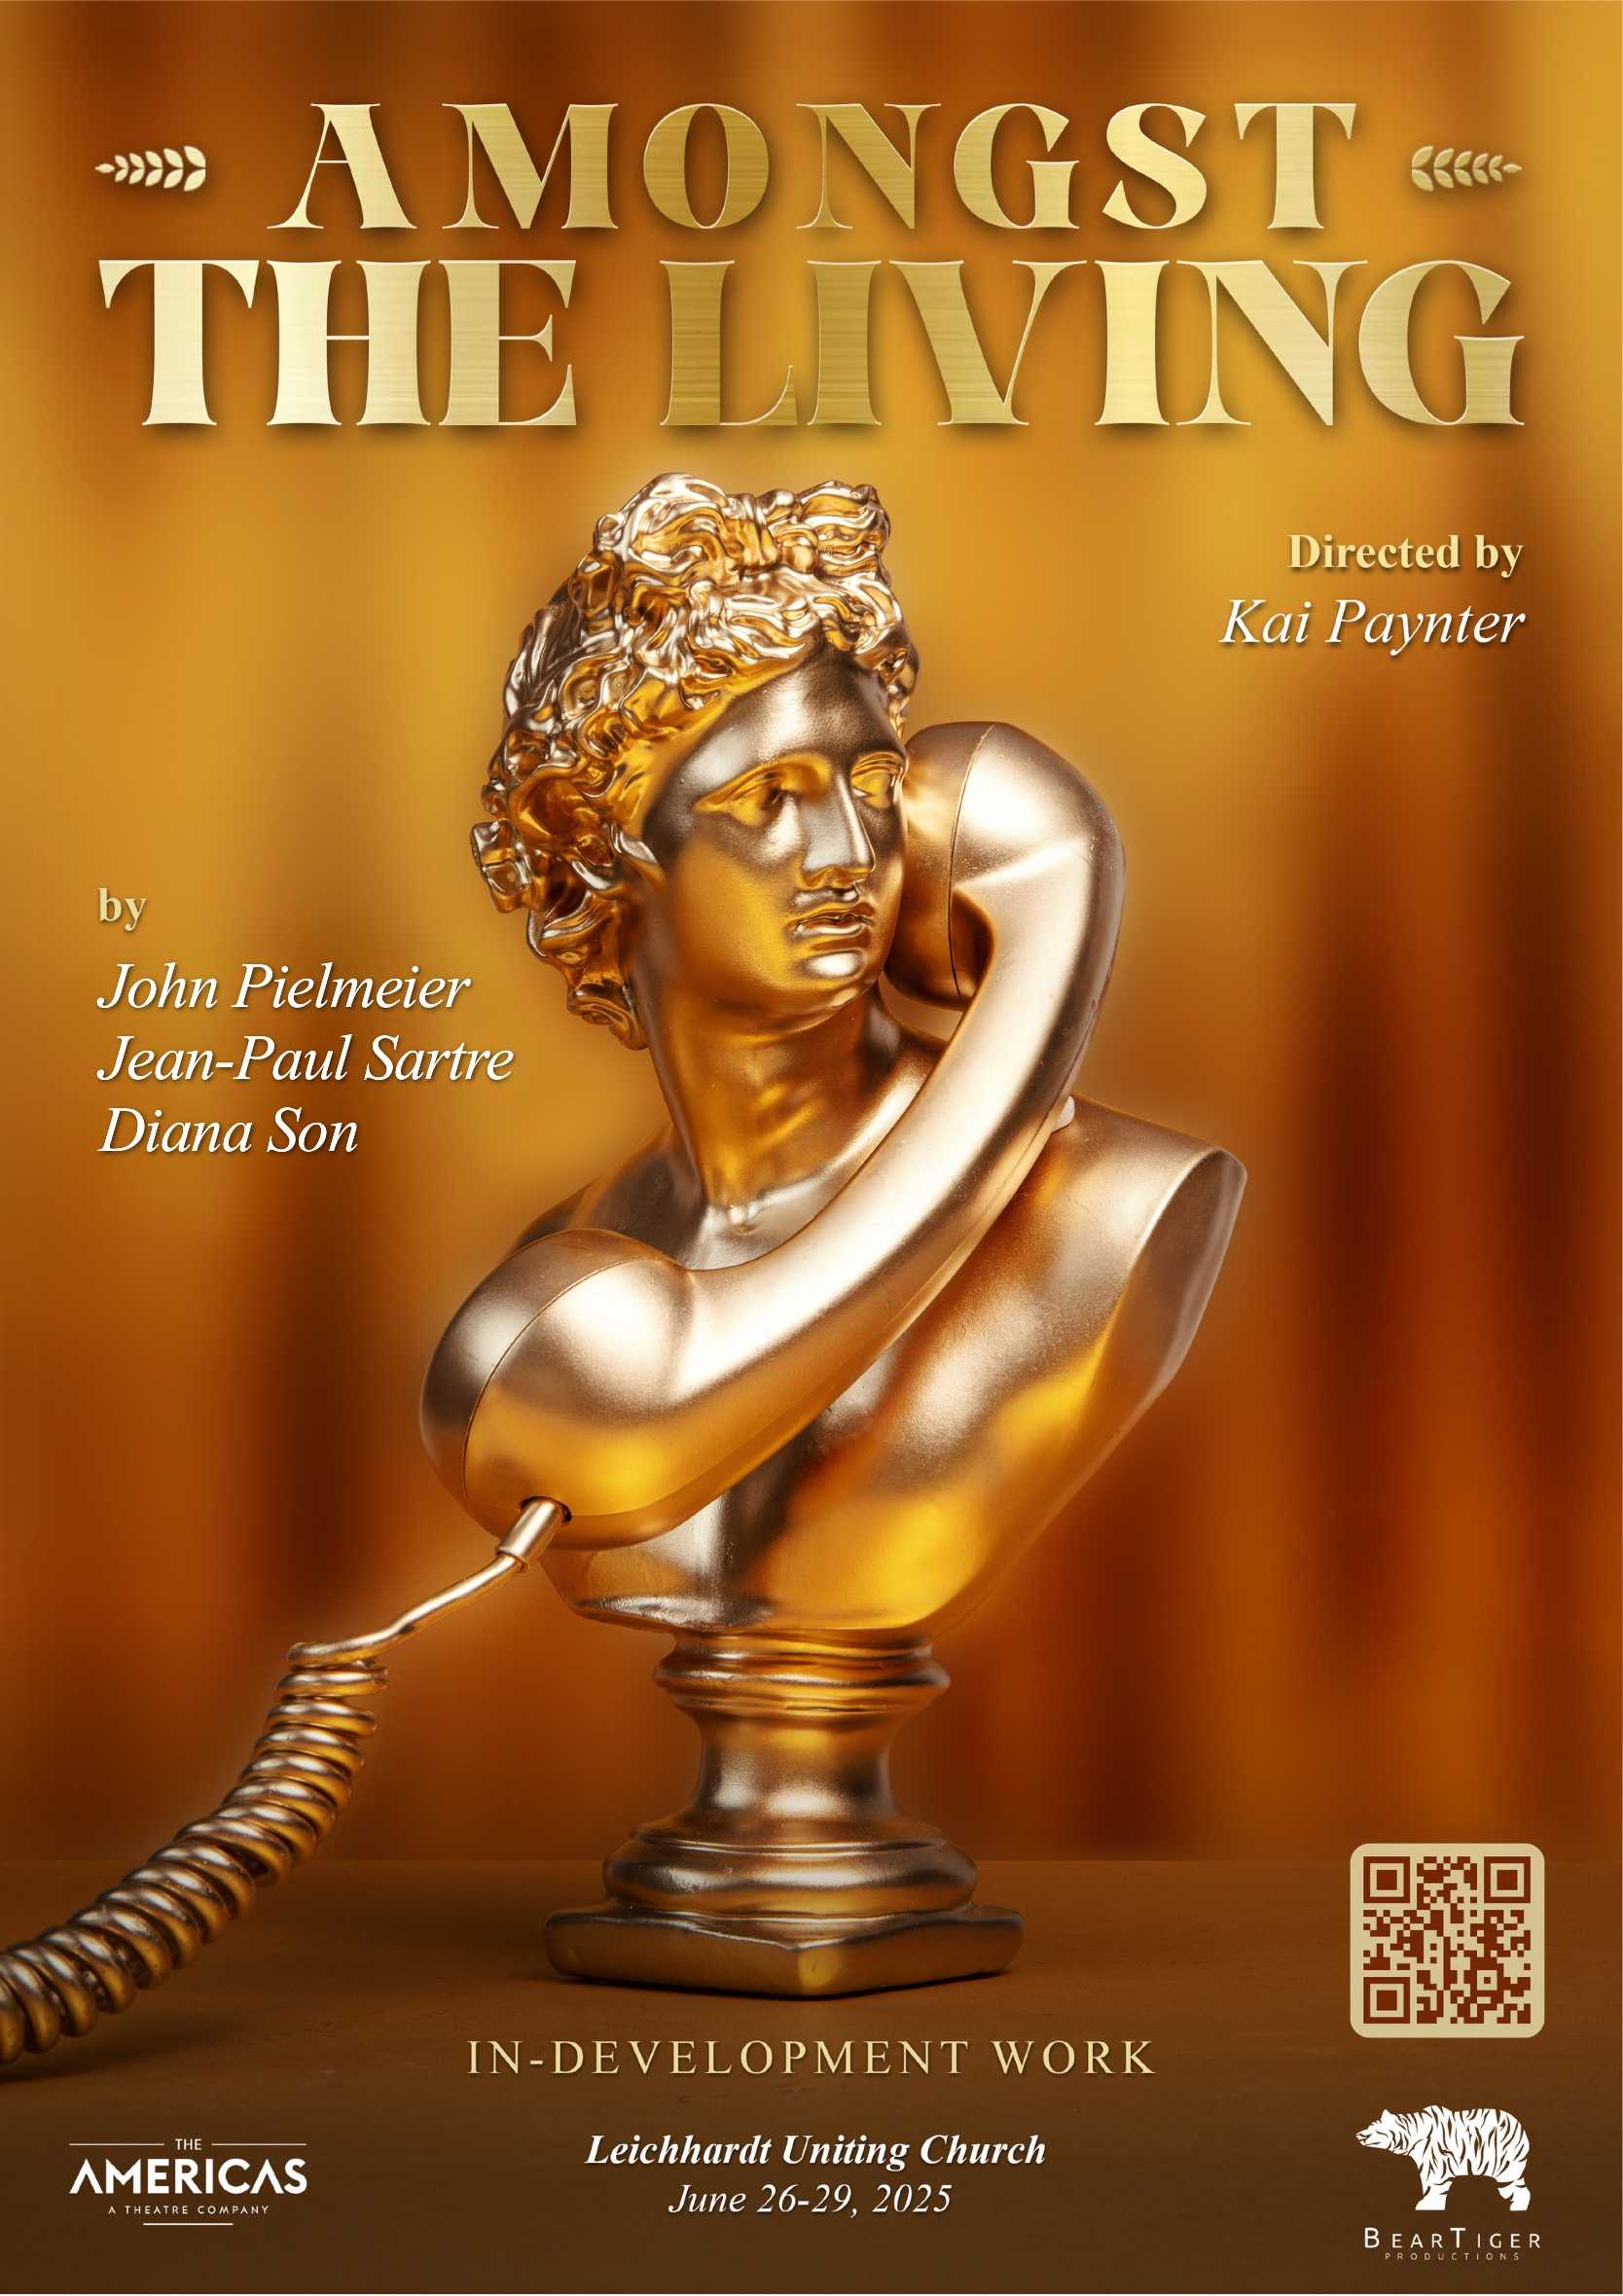 AMONGST
THE LIVING
Directed by
Kai Paynter
by
John Pielmeier
Jean-Paul Sartre
Diana Son
IN-DEVELOPMENT WORK
Leichhardt Uniting Church
June 26-29, 2025
THE
AMERICAS
A THEATRE COMPANY
BEARTIGER
PRODUCTIONS